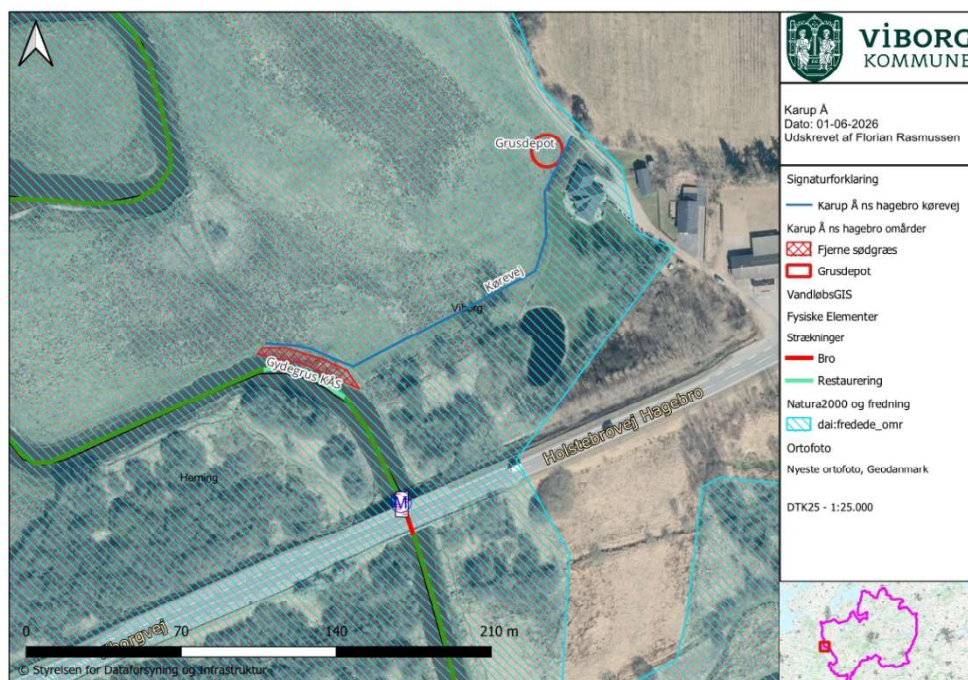 VIBORG
KOMMUNE
Karup Å
Dato: 01-06-2026
Udskrevet af Florian Rasmussen
Signaturforklaring
Karup Å ns hagebro kørevej
Karup Å ns hagebro omårder
Fjerne sødgræs
Grusdepot
VandløbsGIS
Fysiske Elementer
Strækninger
Bro
Restaurering
Natura2000 og fredning
dai:fredede_omr
Ortofoto
Nyeste ortofoto, Geodanmark
DTK25 - 1:25.000
Grusdepot
Kørevej
Viborg
Gydegrus KÅS
Holstebrovej Hagebro
Herning
M
0 70 140 210 m
© Styrelsen for Dataforsyning og Infrastruktur